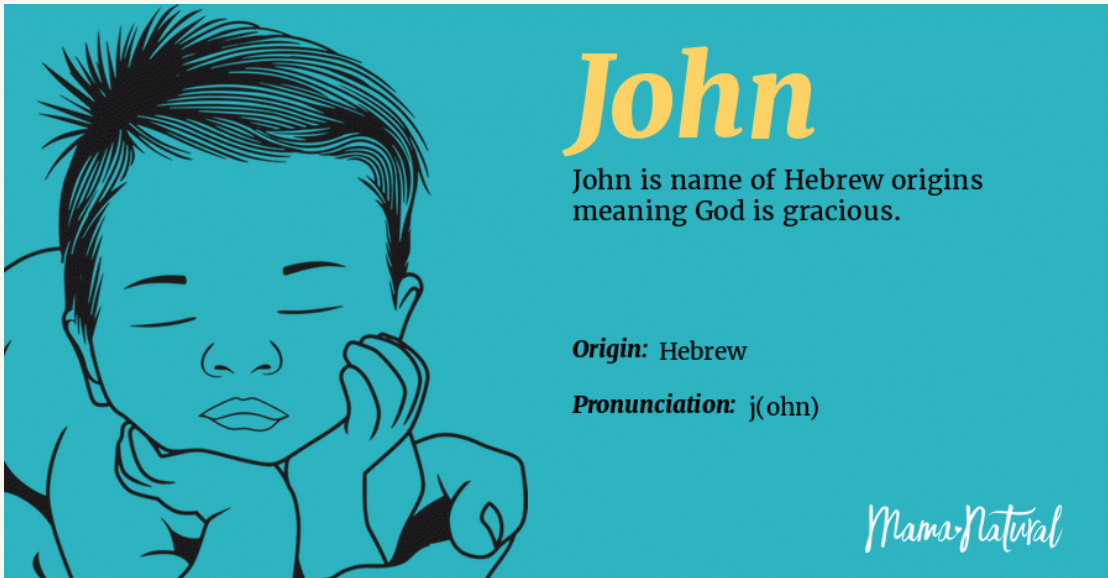 John
John is name of Hebrew origins
meaning God is gracious.
Origin: Hebrew
Pronunciation: j(ohn)
Mama Natural